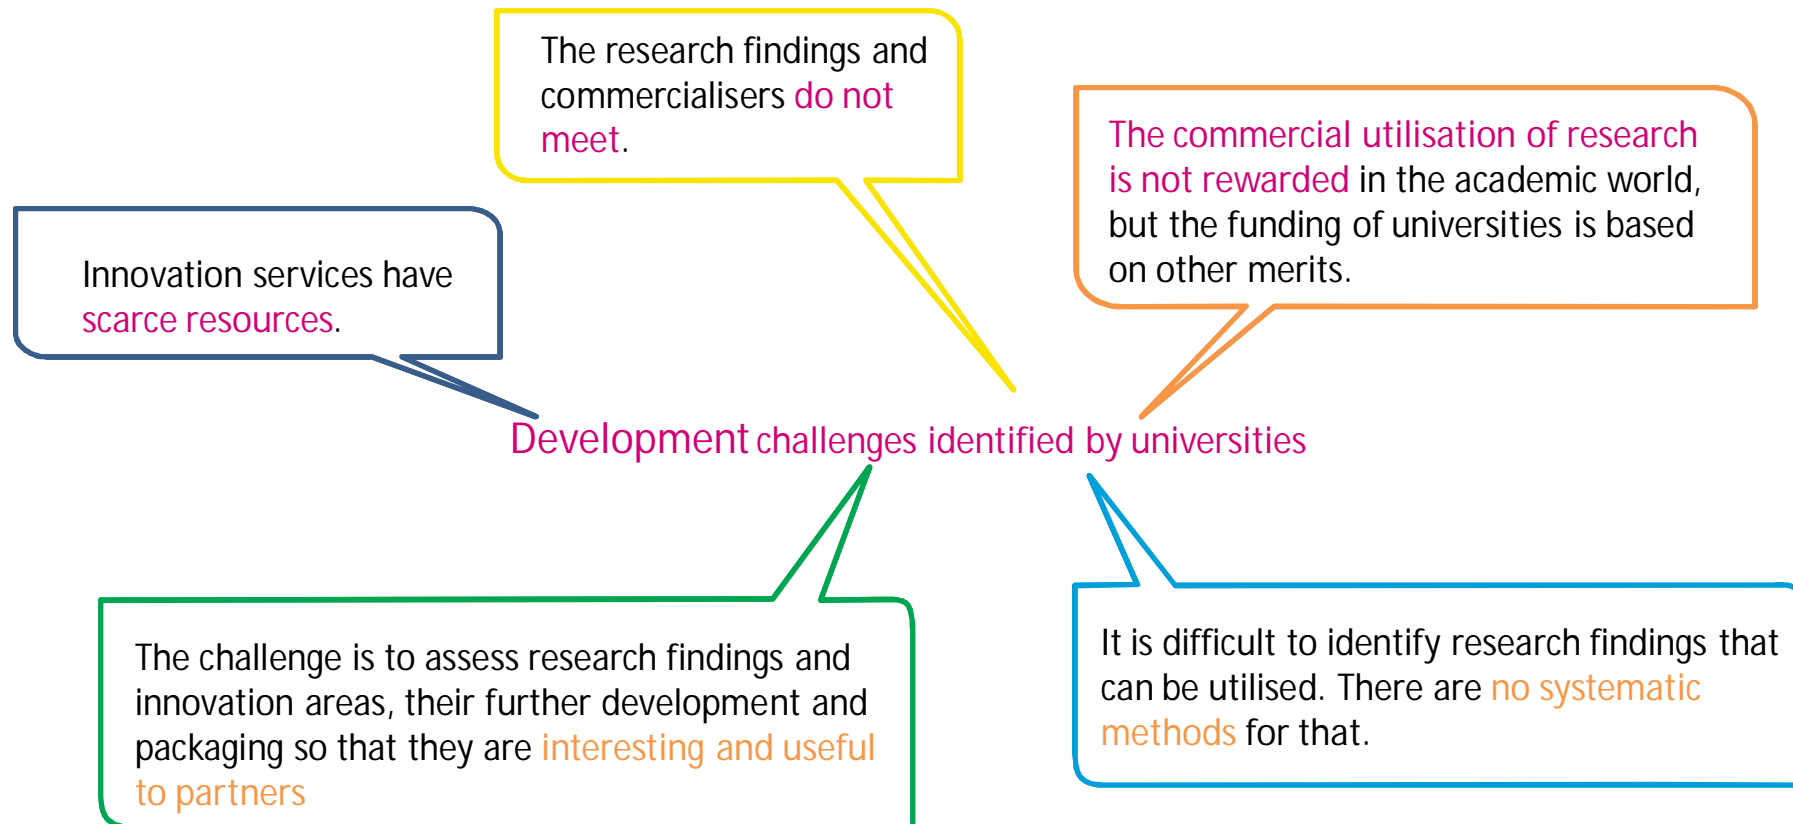 The research findings and
commercialisers do not
meet.
The commercial utilisation of research
is not rewarded in the academic world,
but the funding of universities is based
on other merits.
Innovation services have
scarce resources.
Development challenges identified by universities
The challenge is to assess research findings and
innovation areas, their further development and
packaging so that they are interesting and useful
to partners
It is difficult to identify research findings that
can be utilised. There are no systematic
methods for that.